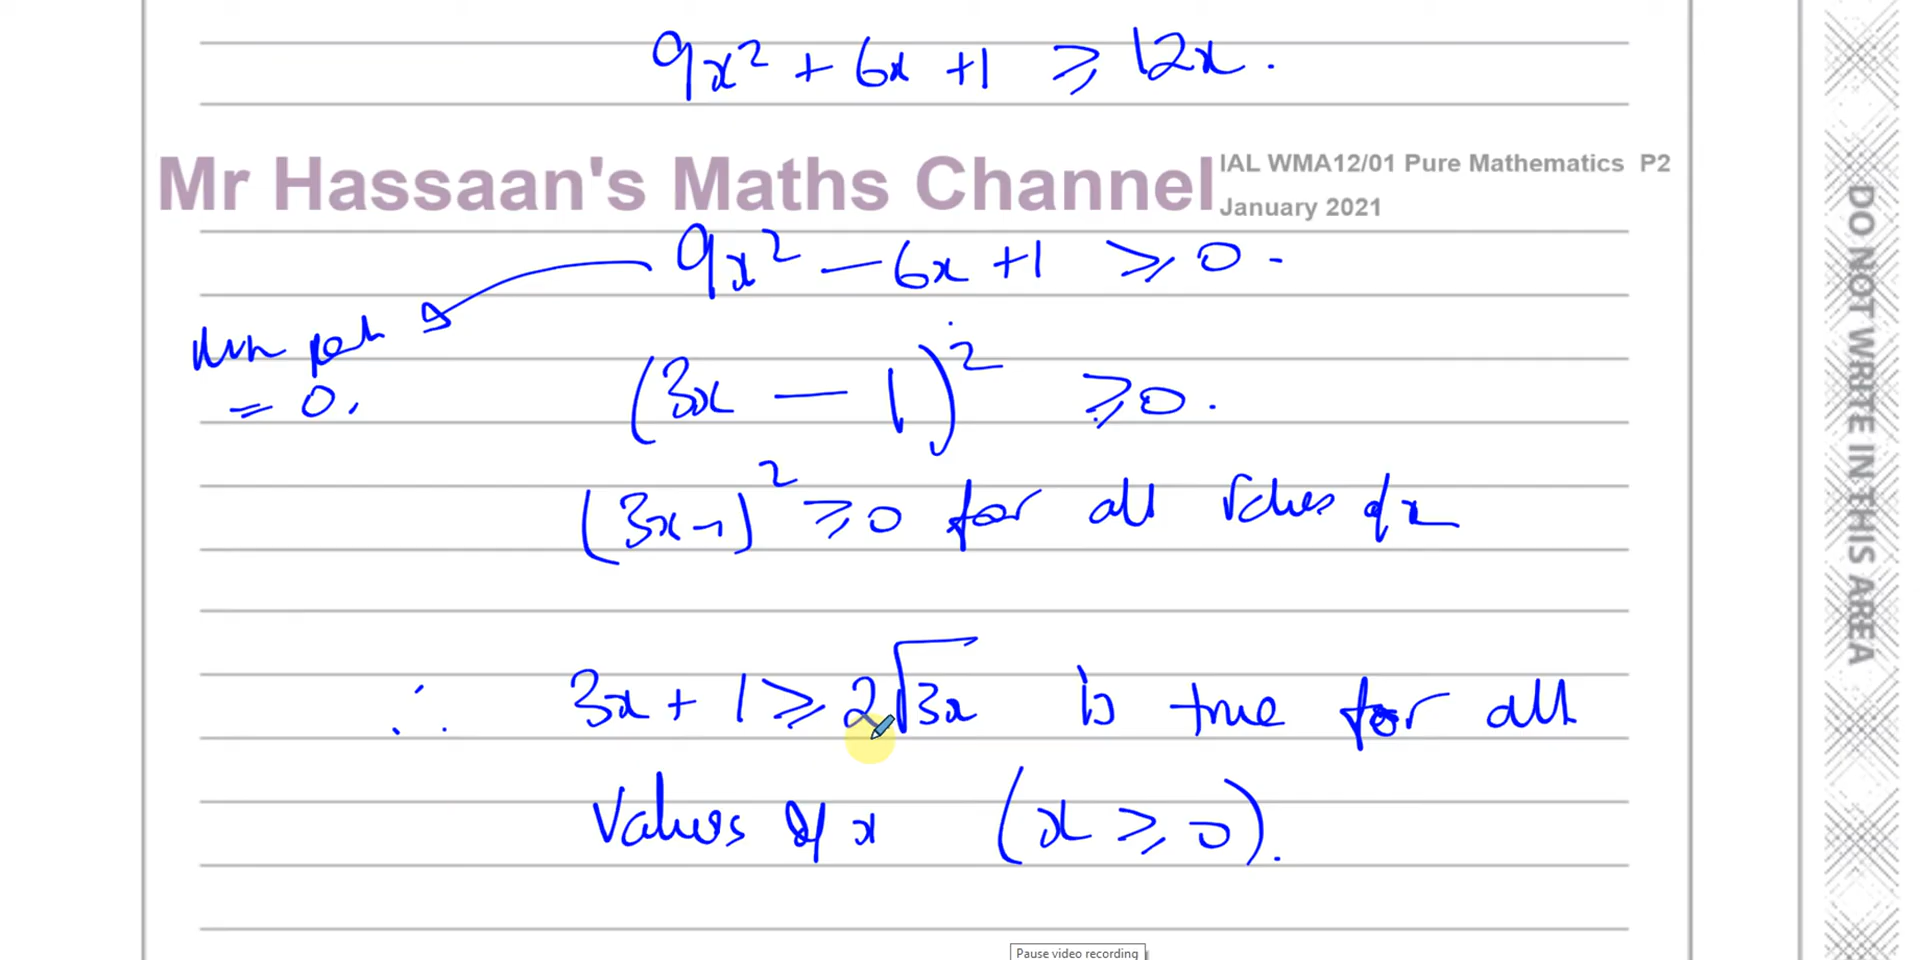 9x² + 6x + 1 ⩾ 12x.
Mr Hassaan's Maths Channel
IAL WMA12/01 Pure Mathematics P2
January 2021
9x² − 6x + 1 ⩾ 0.
Min
= 0.
(3x − 1)² ⩾ 0.
(3x-1)² ⩾ 0 for all values of x
∴ 3x + 1 ⩾ 2√3x is true for all
values of x (x ⩾ 0).
DO NOT WRITE IN THIS AREA
Pause video recording